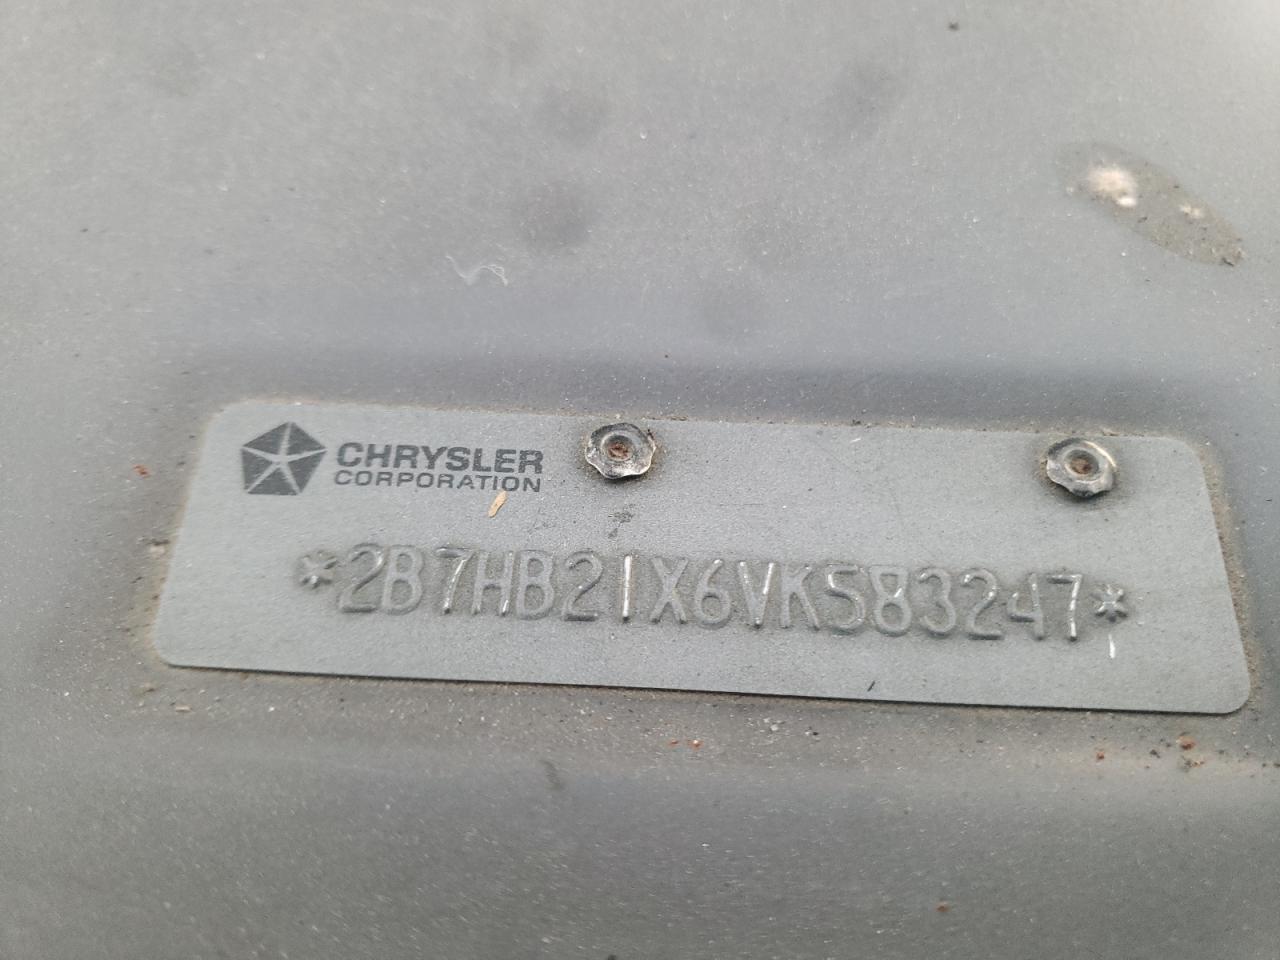 CHRYSLER
CORPORATION
*2B7HB21X6VK583247*